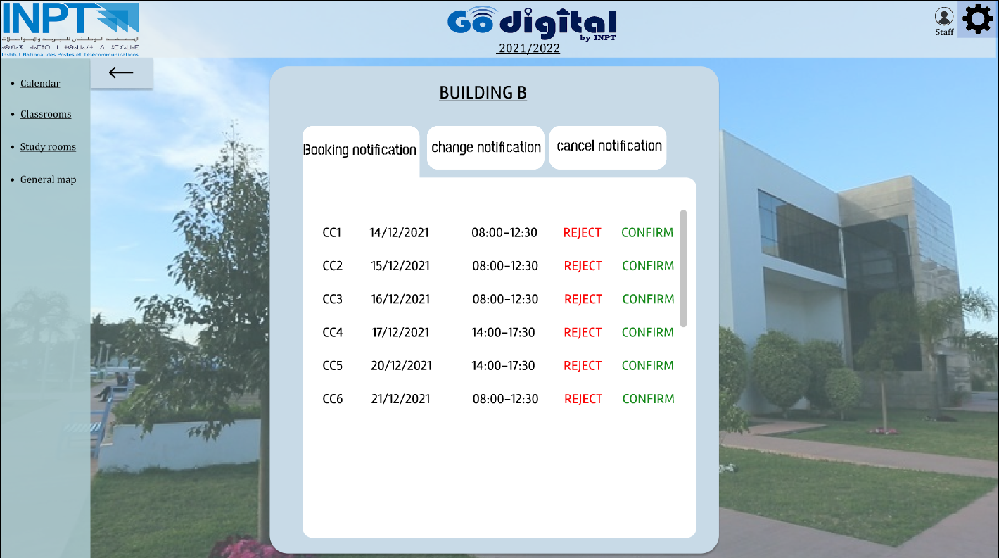 INPT
المعهد الوطني للبريد والمواصلات
Institut National des Postes et Télécommunications
Go digital
by INPT
2021/2022
Staff
Calendar
Classrooms
Study rooms
General map
BUILDING B
Booking notification
change notification
cancel notification
CC1 14/12/2021 08:00–12:30 REJECT CONFIRM
CC2 15/12/2021 08:00–12:30 REJECT CONFIRM
CC3 16/12/2021 08:00–12:30 REJECT CONFIRM
CC4 17/12/2021 14:00–17:30 REJECT CONFIRM
CC5 20/12/2021 14:00–17:30 REJECT CONFIRM
CC6 21/12/2021 08:00–12:30 REJECT CONFIRM